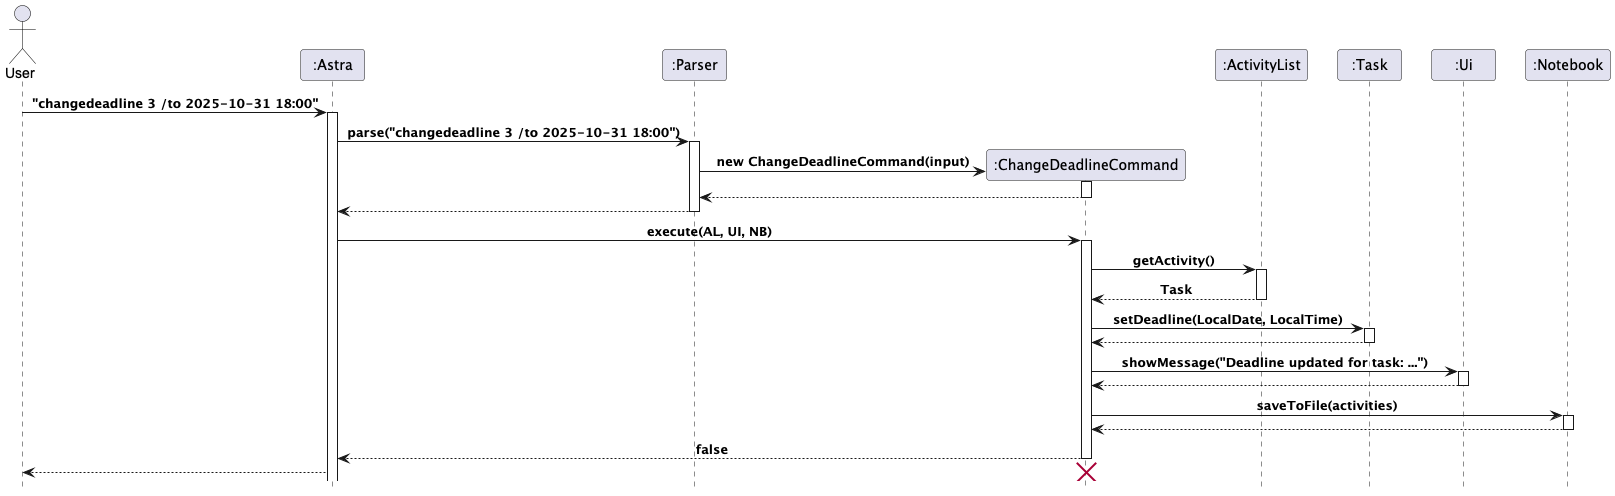 User
:Astra
:Parser
:ActivityList
:Task
:Ui
:Notebook
"changedeadline 3 /to 2025-10-31 18:00"
parse("changedeadline 3 /to 2025-10-31 18:00")
new ChangeDeadlineCommand(input)
:ChangeDeadlineCommand
execute(AL, UI, NB)
getActivity()
Task
setDeadline(LocalDate, LocalTime)
showMessage("Deadline updated for task: ...")
saveToFile(activities)
false